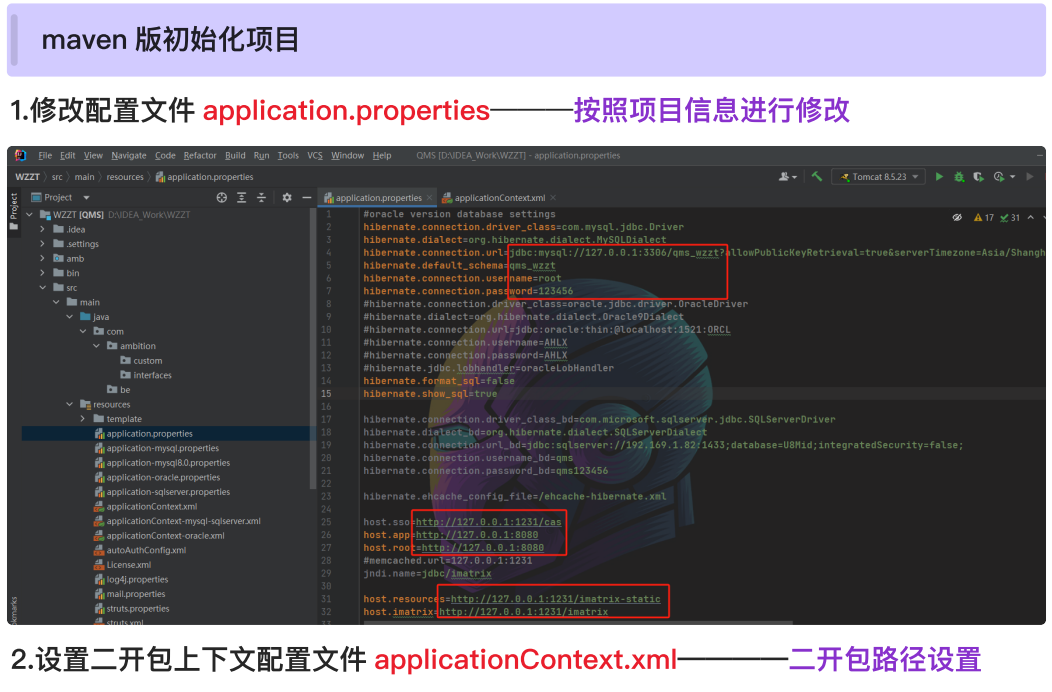 maven 版初始化项目
1.修改配置文件 application.properties———按照项目信息进行修改
File Edit View Navigate Code Refactor Build Run Tools VCS Window Help QMS [D:\IDEA_Work\WZZT] - application.properties
WZZT src main resources application.properties Tomcat 8.5.23
Project
Project
WZZT [QMS] D:\IDEA_Work\WZZT
.idea
.settings
amb
bin
src
main
java
com
ambition
custom
interfaces
be
resources
template
application.properties
application-mysql.properties
application-mysql8.0.properties
application-oracle.properties
application-sqlserver.properties
applicationContext.xml
applicationContext-mysql-sqlserver.xml
applicationContext-oracle.xml
autoAuthConfig.xml
License.xml
log4j.properties
mail.properties
struts.properties
struts.xml
application.properties applicationContext.xml
17 31
1 #oracle version database settings
2 hibernate.connection.driver_class=com.mysql.jdbc.Driver
3 hibernate.dialect=org.hibernate.dialect.MySQLDialect
4 hibernate.connection.url=jdbc:mysql://127.0.0.1:3306/qms_wzzt?allowPublicKeyRetrieval=true&serverTimezone=Asia/Shangh
5 hibernate.default_schema=qms_wzzt
6 hibernate.connection.username=root
7 hibernate.connection.password=123456
8 #hibernate.connection.driver_class=oracle.jdbc.driver.OracleDriver
9 #hibernate.dialect=org.hibernate.dialect.Oracle9Dialect
10 #hibernate.connection.url=jdbc:oracle:thin:@localhost:1521:ORCL
11 #hibernate.connection.username=AHLX
12 #hibernate.connection.password=AHLX
13 #hibernate.jdbc.lobhandler=oracleLobHandler
14 hibernate.format_sql=false
15 hibernate.show_sql=true
16
17 hibernate.connection.driver_class_bd=com.microsoft.sqlserver.jdbc.SQLServerDriver
18 hibernate.dialect_bd=org.hibernate.dialect.SQLServerDialect
19 hibernate.connection.url_bd=jdbc:sqlserver://192.169.1.82:1433;database=U8Mid;integratedSecurity=false;
20 hibernate.connection.username_bd=qms
21 hibernate.connection.password_bd=qms123456
22
23 hibernate.ehcache_config_file=/ehcache-hibernate.xml
24
25 host.sso=http://127.0.0.1:1231/cas
26 host.app=http://127.0.0.1:8080
27 host.root=http://127.0.0.1:8080
28 #memcached.url=127.0.0.1:1231
29 jndi.name=jdbc/imatrix
30
31 host.resources=http://127.0.0.1:1231/imatrix-static
32 host.imatrix=http://127.0.0.1:1231/imatrix
2.设置二开包上下文配置文件 applicationContext.xml————二开包路径设置